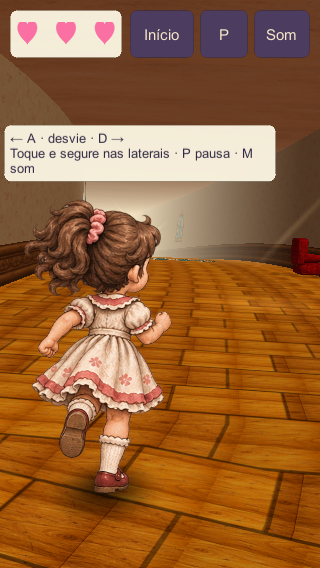 Início
P
Som
← A · desvie · D →
Toque e segure nas laterais · P pausa · M
som